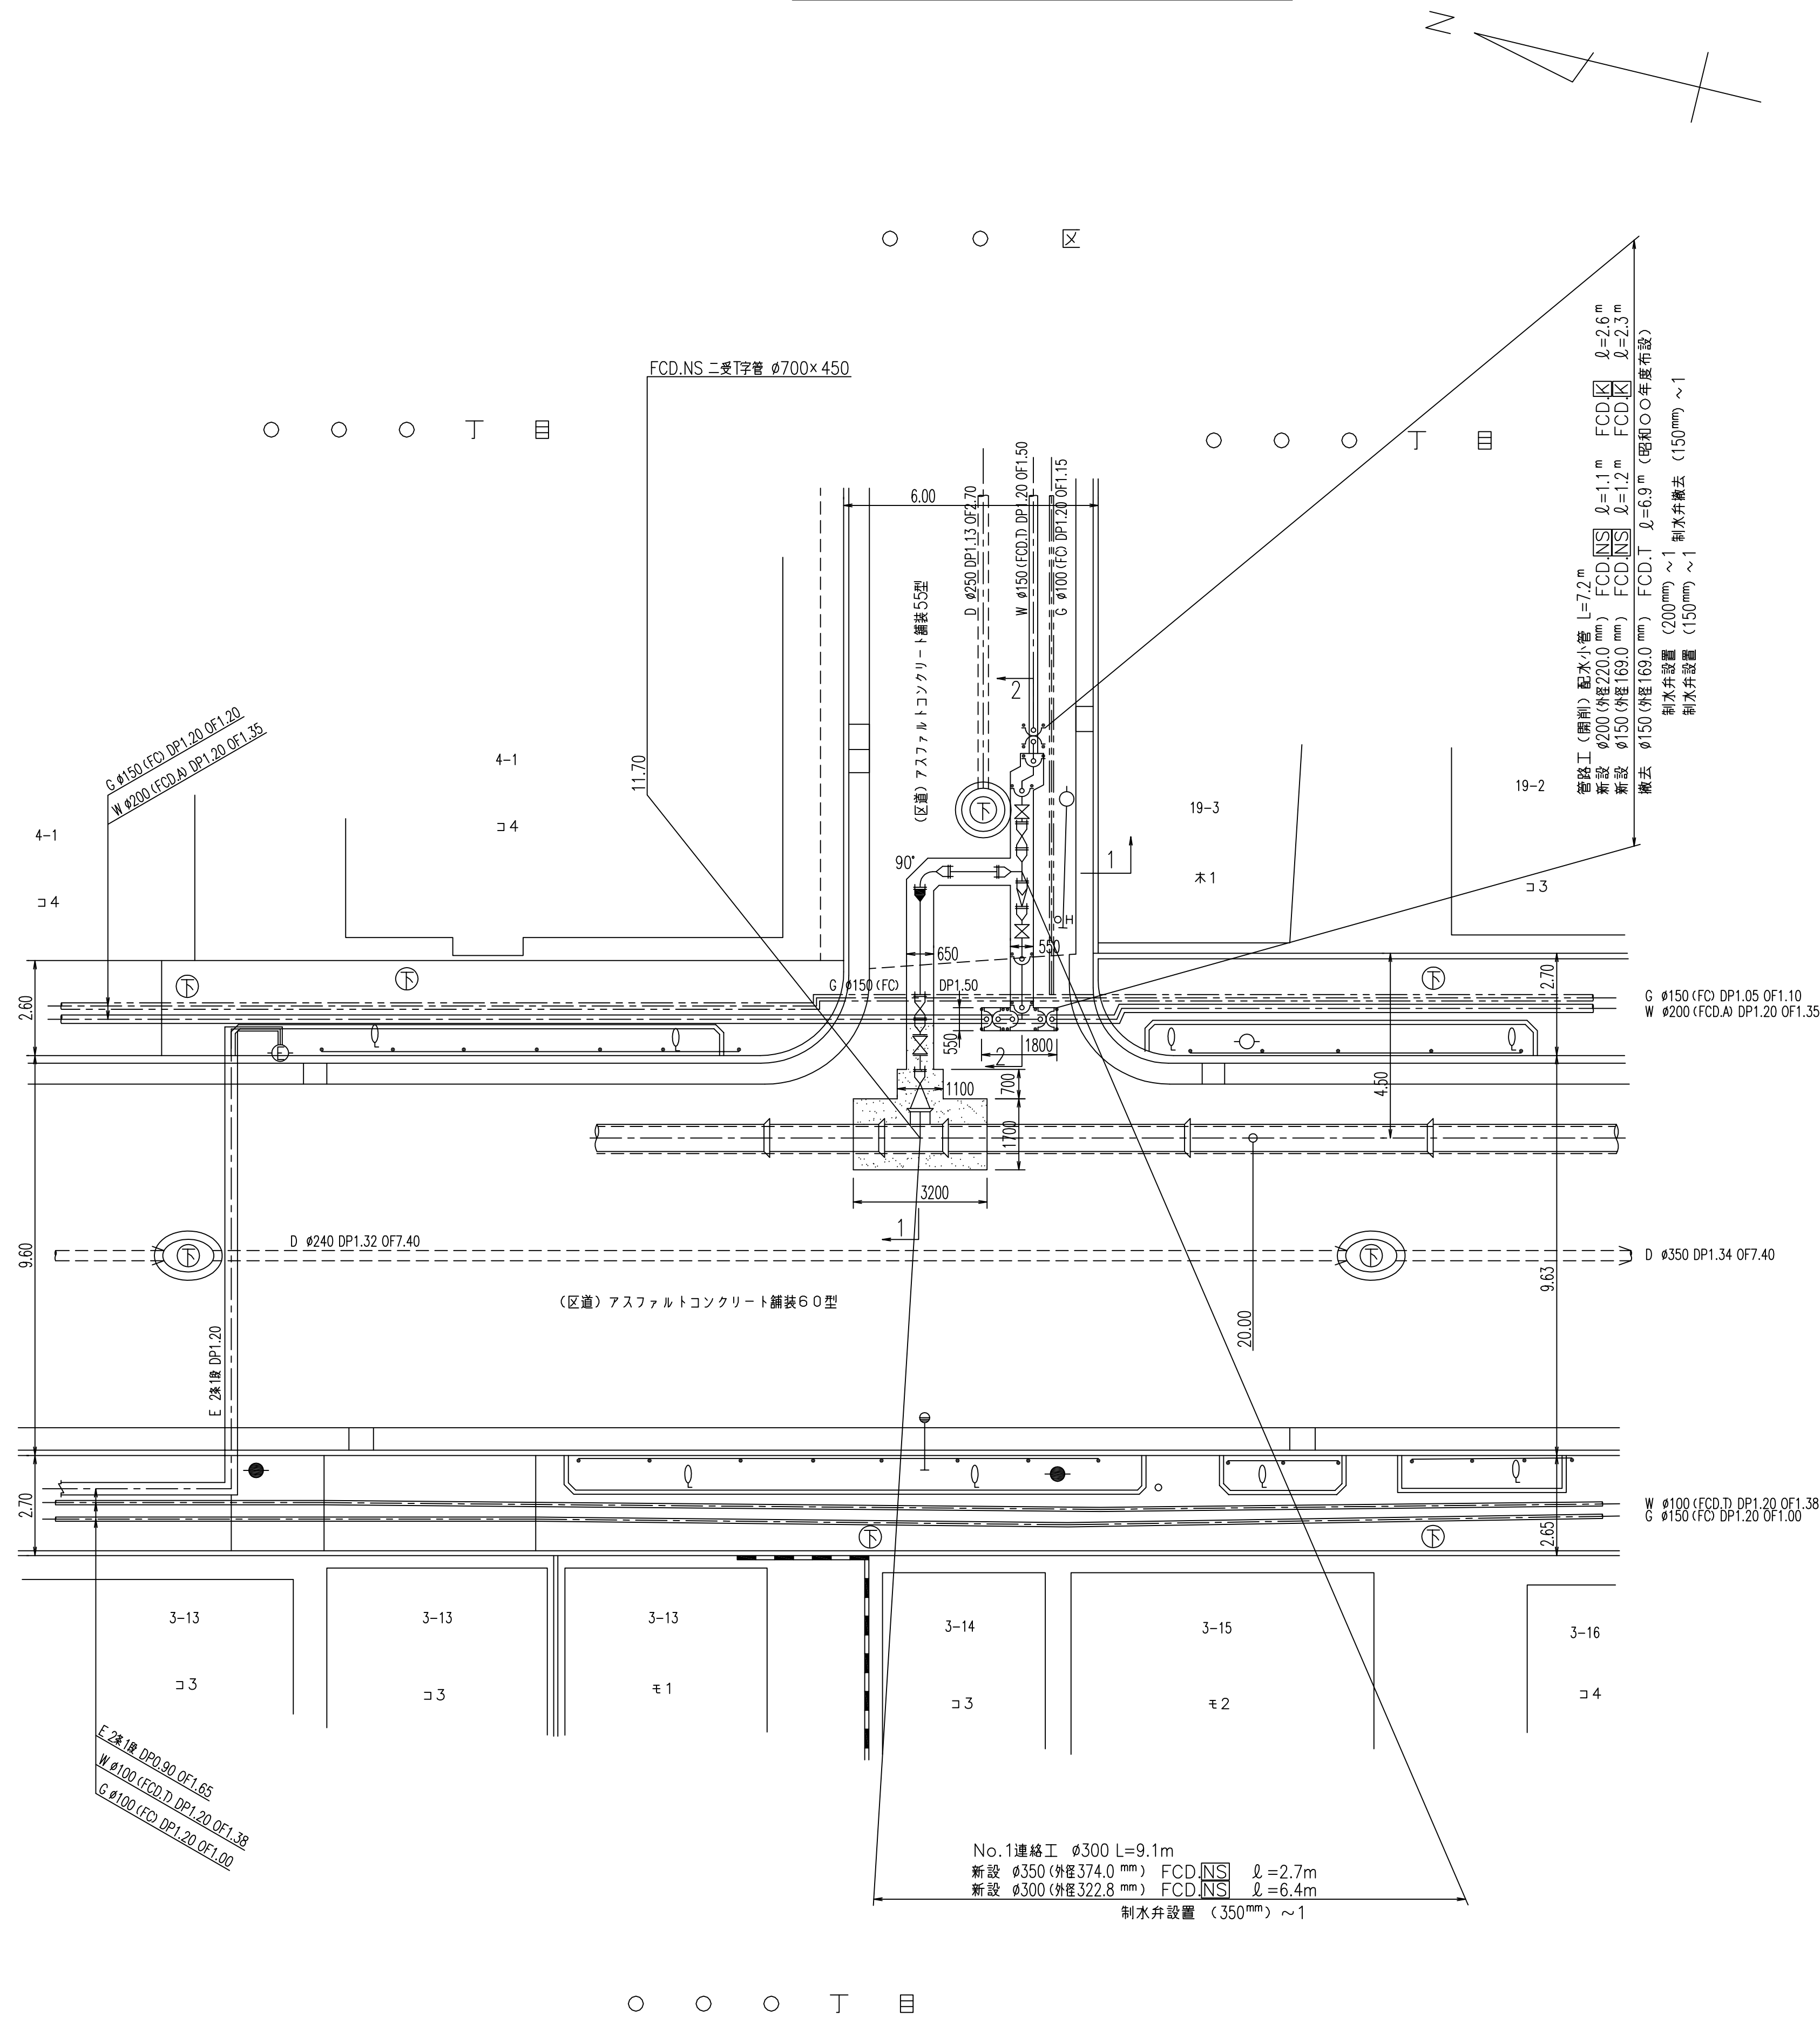 N
○ ○ 区
FCD.NS 二受T字管 φ700×450
○ ○ ○ 丁 目
○ ○ ○ 丁 目
管路工（開削）配水小管 L=7.2m
新設 φ200(外径220.0mm) FCD.NS ℓ=1.1m FCD.K ℓ=2.6m
新設 φ150(外径169.0mm) FCD.NS ℓ=1.2m FCD.K ℓ=2.3m
撤去 φ150(外径169.0mm) FCD.T ℓ=6.9m（昭和○○年度布設）
制水弁設置 （200mm）～1 制水弁撤去 （150mm）～1
制水弁設置 （150mm）～1
6.00
D φ250 DP1.13 OF2.70
W φ150(FCD.T) DP1.20 OF1.50
G φ100(FC) DP1.20 OF1.15
（区道）アスファルトコンクリート舗装55型
2
11.70
G φ150(FC) DP1.20 OF1.20
W φ200(FCD.A) DP1.20 OF1.35
4-1
コ4
4-1
コ4
下
90°
19-3
木1
19-2
コ3
1
H
650
550
下
下
下
G φ150(FC) DP1.50
2.60
2.70
G φ150(FC) DP1.05 OF1.10
W φ200(FCD.A) DP1.20 OF1.35
E
550
1800
2
1100
700
4.50
1700
3200
1
9.60
D φ240 DP1.32 OF7.40
下
下
D φ350 DP1.34 OF7.40
9.63
（区道）アスファルトコンクリート舗装60型
20.00
E 2条1段 DP1.20
2.70
W φ100(FCD.T) DP1.20 OF1.38
G φ150(FC) DP1.20 OF1.00
2.65
下
下
3-13
コ3
3-13
コ3
3-13
モ1
3-14
コ3
3-15
モ2
3-16
コ4
E 2条1段 DP0.90 OF1.65
W φ100(FCD.T) DP1.20 OF1.38
G φ100(FC) DP1.20 OF1.00
No.1連絡工 φ300 L=9.1m
新設 φ350(外径374.0mm) FCD.NS ℓ=2.7m
新設 φ300(外径322.8mm) FCD.NS ℓ=6.4m
制水弁設置 （350mm）～1
○ ○ ○ 丁 目